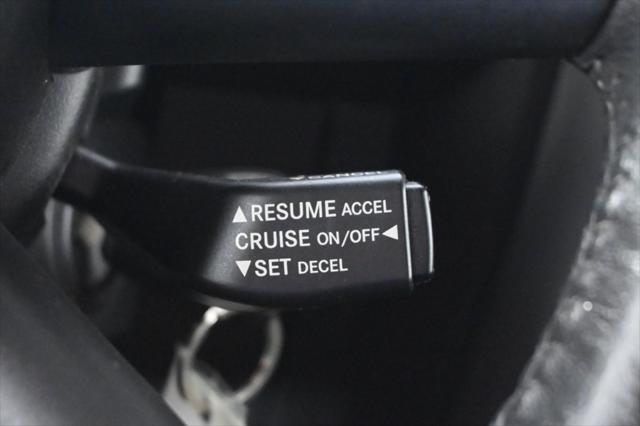 ▲RESUME ACCEL
CRUISE ON/OFF◀
▼SET DECEL